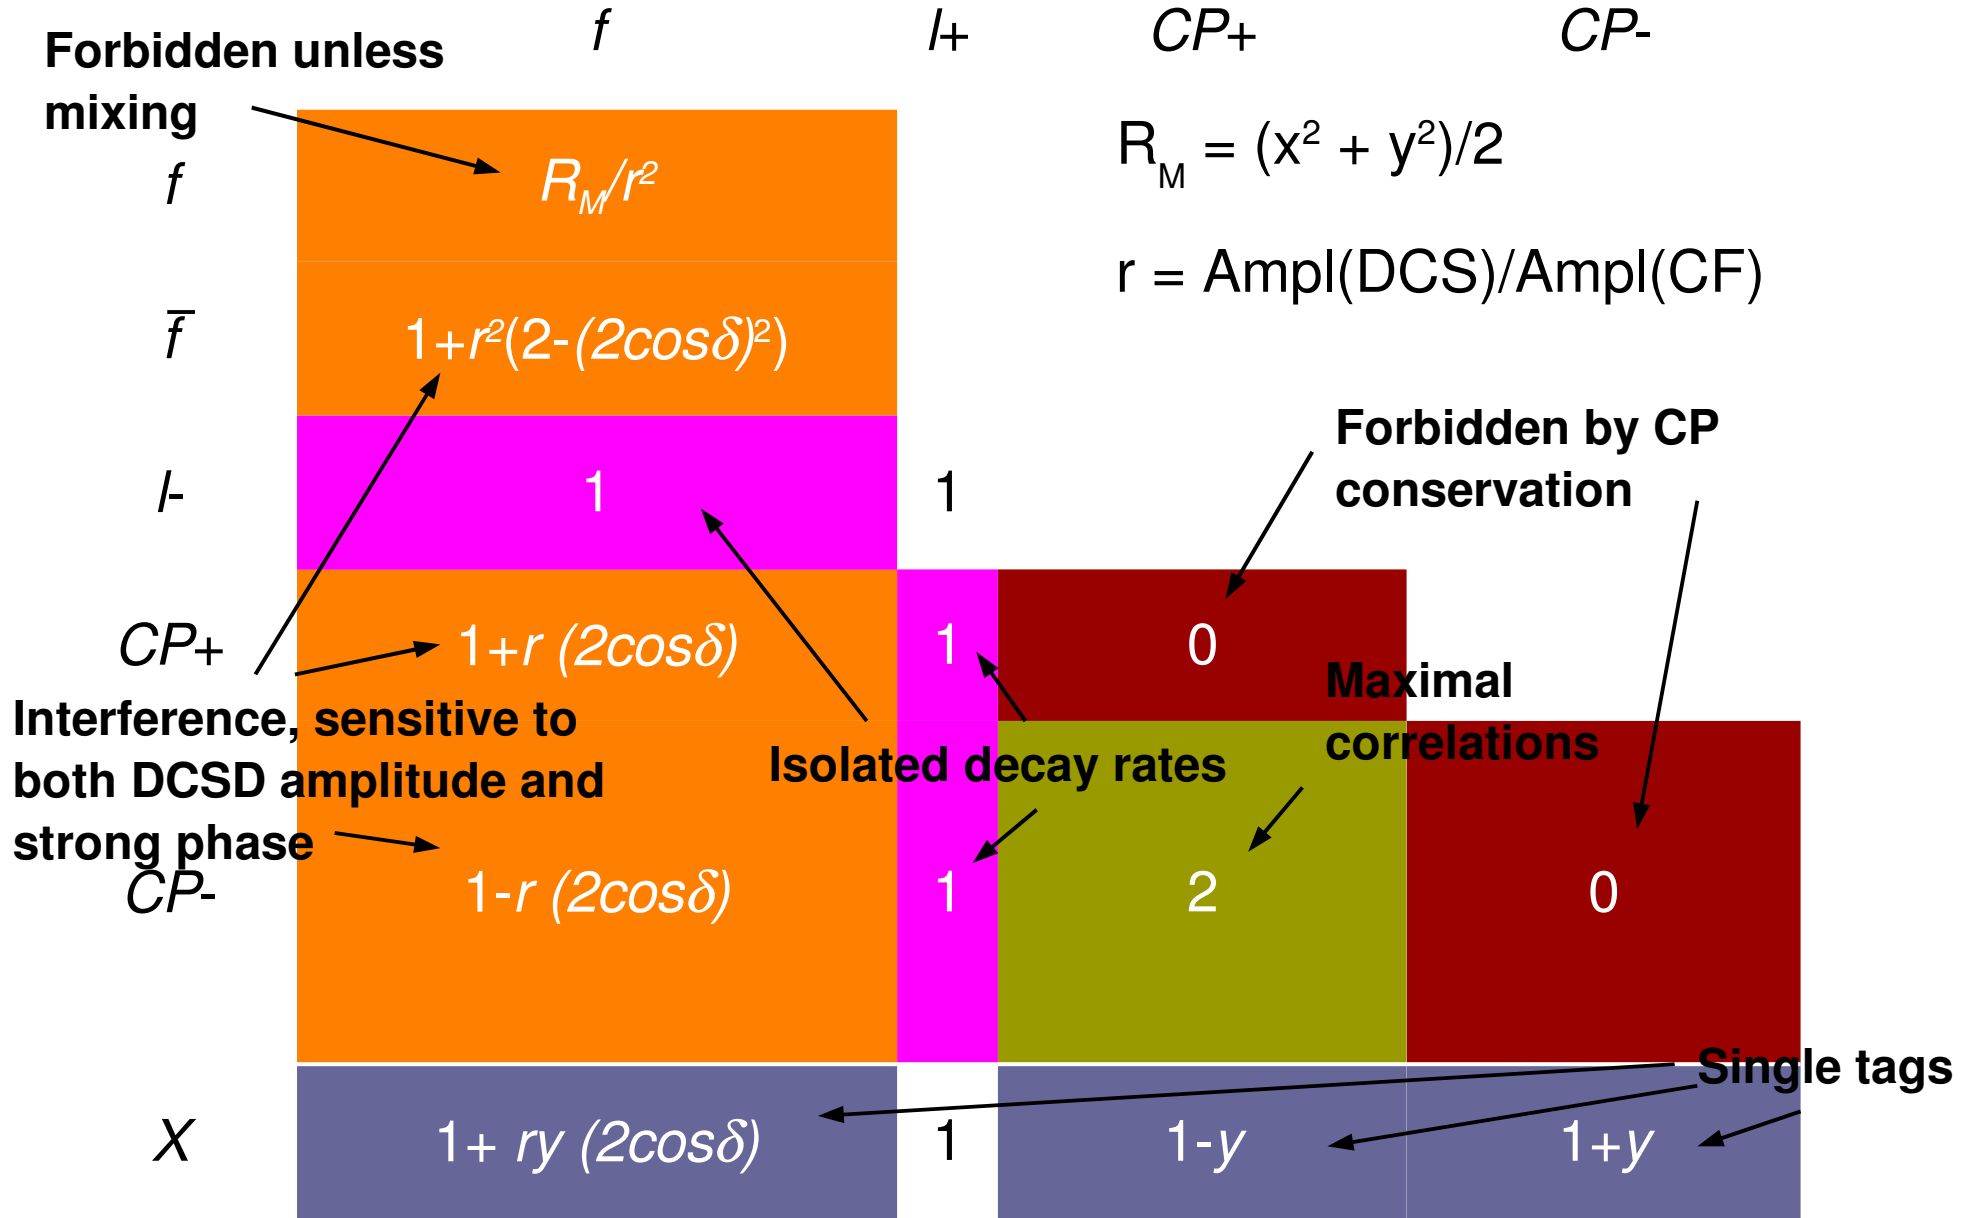 f l+ CP+ CP-
Forbidden unless
mixing
R_M = (x² + y²)/2
f R_M/r²
r = Ampl(DCS)/Ampl(CF)
f̅ 1+r²(2-(2cosδ)²)
Forbidden by CP
conservation
l- 1 1
CP+ 1+r (2cosδ) 1 0
Maximal
correlations
Interference, sensitive to
both DCSD amplitude and
strong phase
Isolated decay rates
CP- 1-r (2cosδ) 1 2 0
Single tags
X 1+ ry (2cosδ) 1 1-y 1+y